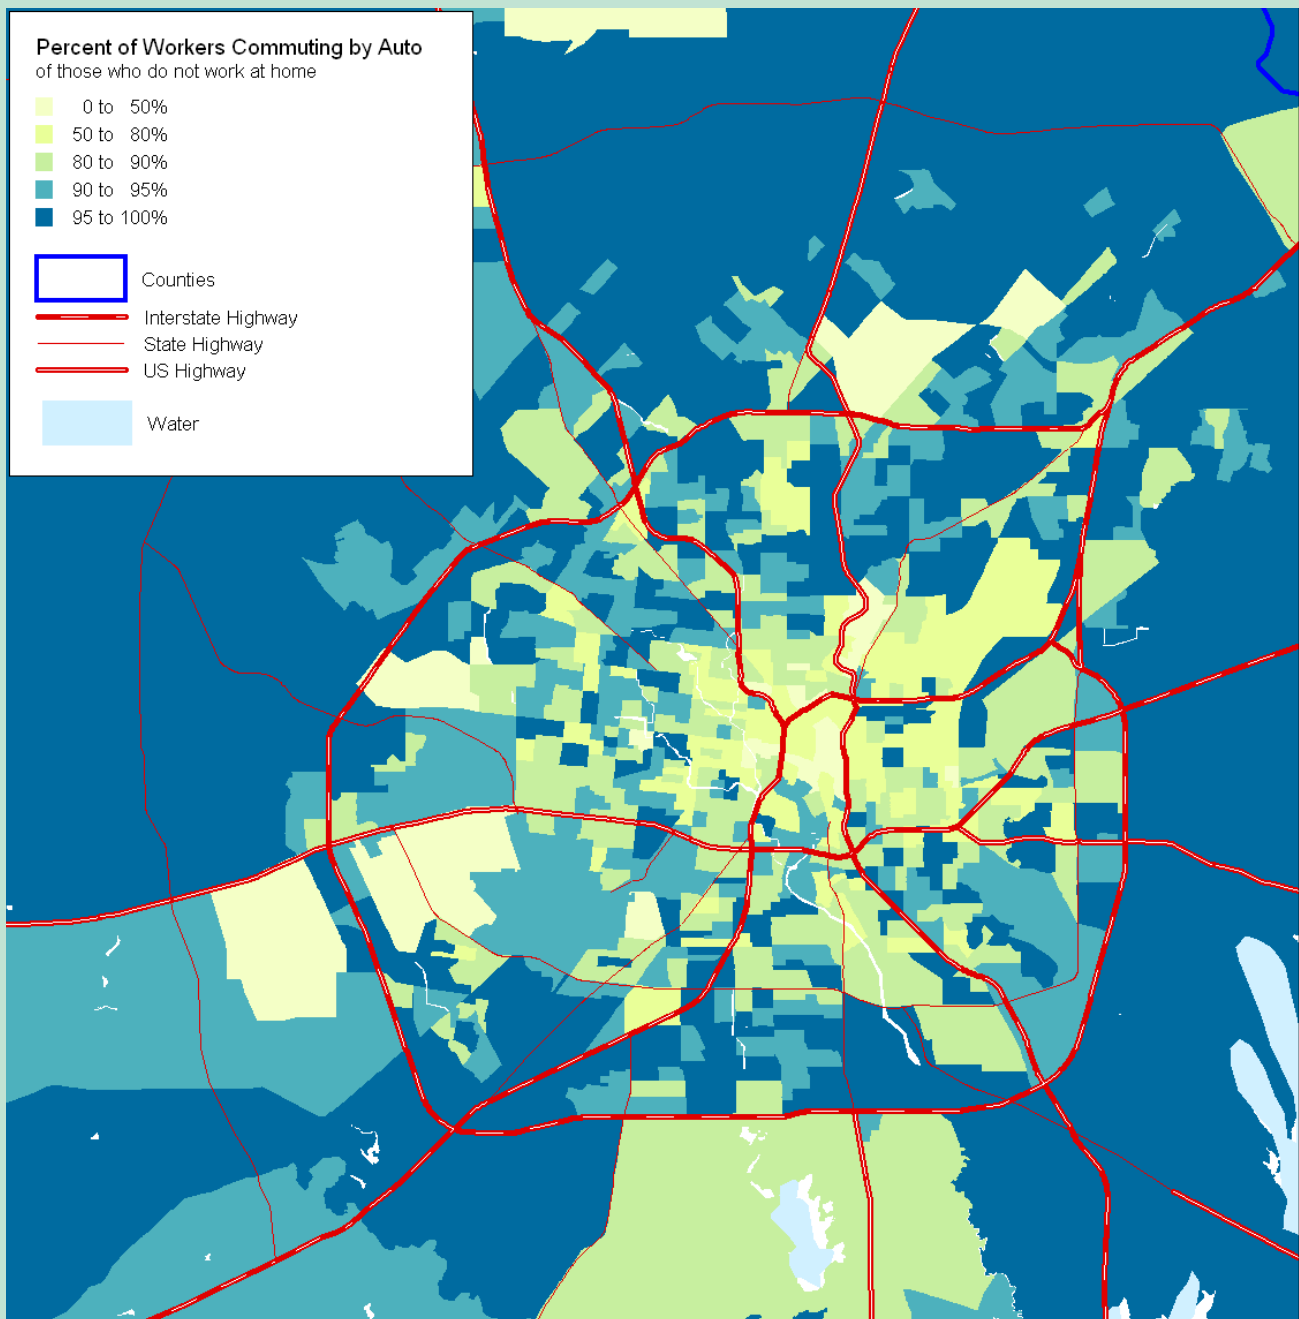 Percent of Workers Commuting by Auto
of those who do not work at home
0 to 50%
50 to 80%
80 to 90%
90 to 95%
95 to 100%
Counties
Interstate Highway
State Highway
US Highway
Water